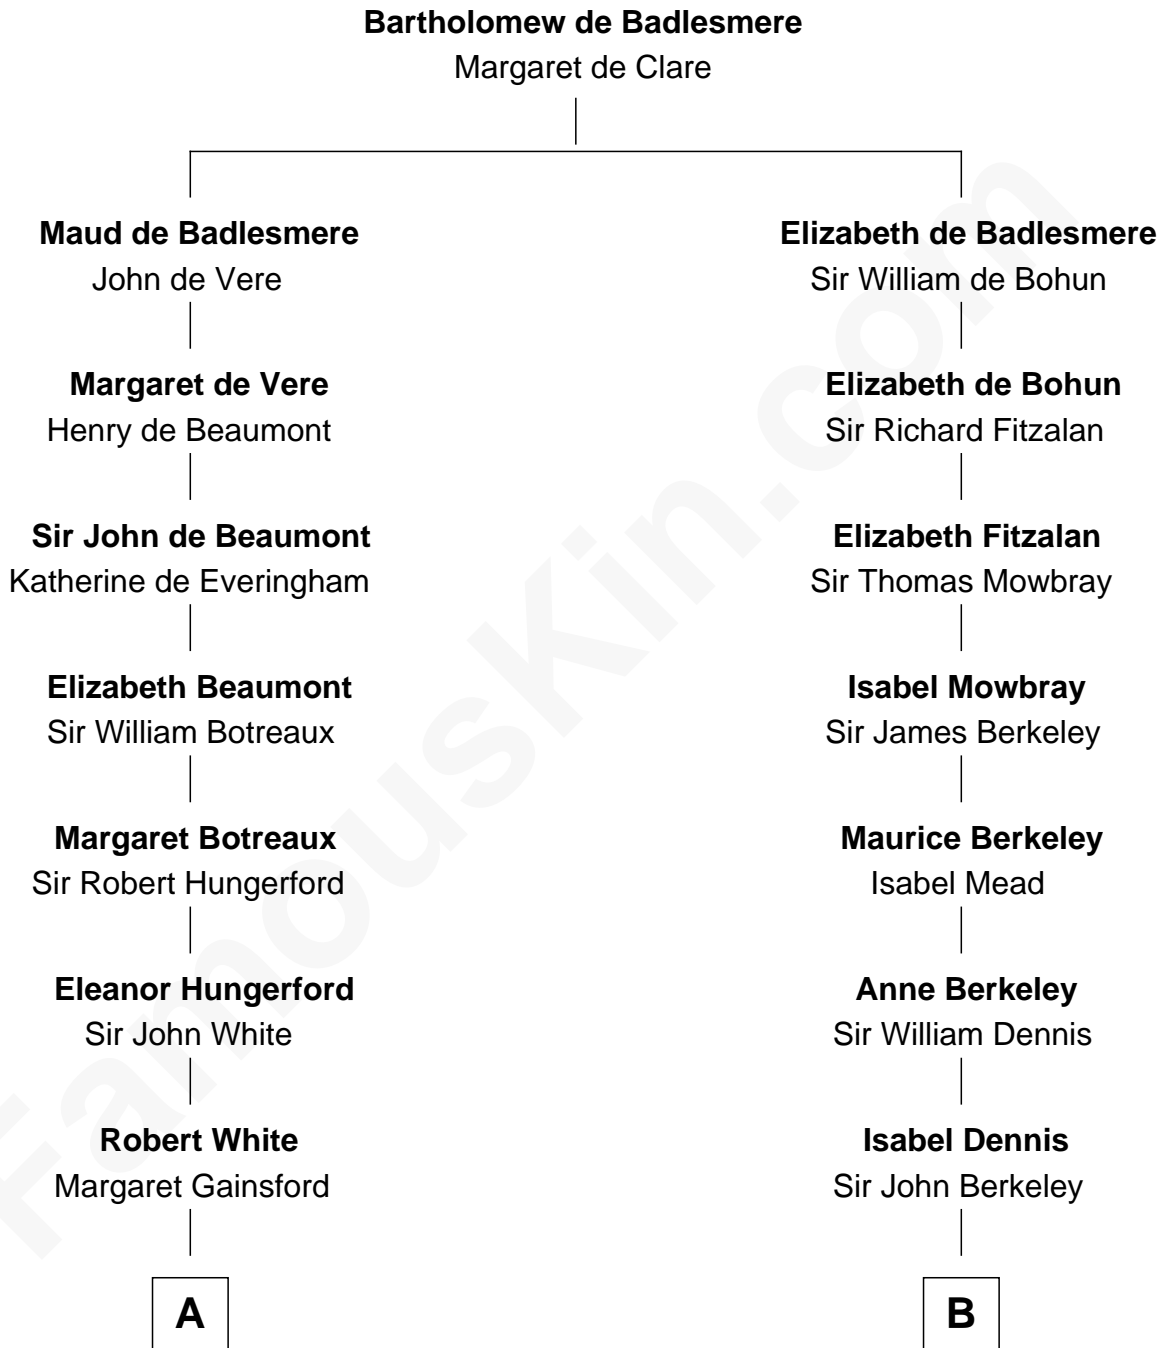 Bartholomew de Badlesmere
Margaret de Clare
Maud de Badlesmere
John de Vere
Elizabeth de Badlesmere
Sir William de Bohun
Margaret de Vere
Henry de Beaumont
Elizabeth de Bohun
Sir Richard Fitzalan
Sir John de Beaumont
Katherine de Everingham
Elizabeth Fitzalan
Sir Thomas Mowbray
Elizabeth Beaumont
Sir William Botreaux
Isabel Mowbray
Sir James Berkeley
Margaret Botreaux
Sir Robert Hungerford
Maurice Berkeley
Isabel Mead
Eleanor Hungerford
Sir John White
Anne Berkeley
Sir William Dennis
Robert White
Margaret Gainsford
Isabel Dennis
Sir John Berkeley
A
B
FamousKin.com